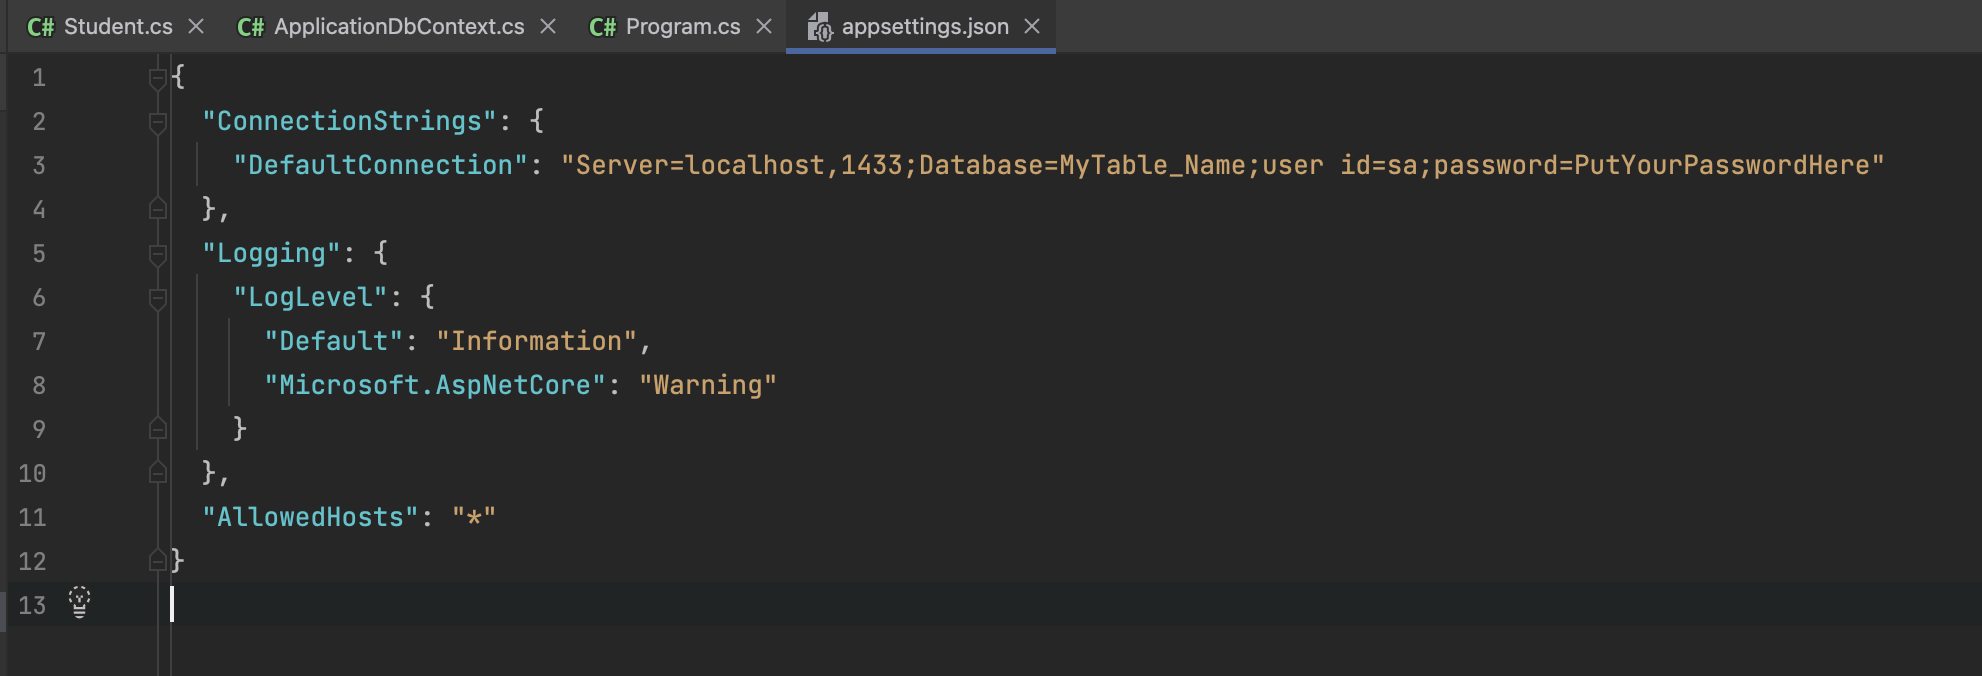 C# Student.cs × C# ApplicationDbContext.cs × C# Program.cs × appsettings.json ×
1 {
2 "ConnectionStrings": {
3 "DefaultConnection": "Server=localhost,1433;Database=MyTable_Name;user id=sa;password=PutYourPasswordHere"
4 },
5 "Logging": {
6 "LogLevel": {
7 "Default": "Information",
8 "Microsoft.AspNetCore": "Warning"
9 }
10 },
11 "AllowedHosts": "*"
12 }
13